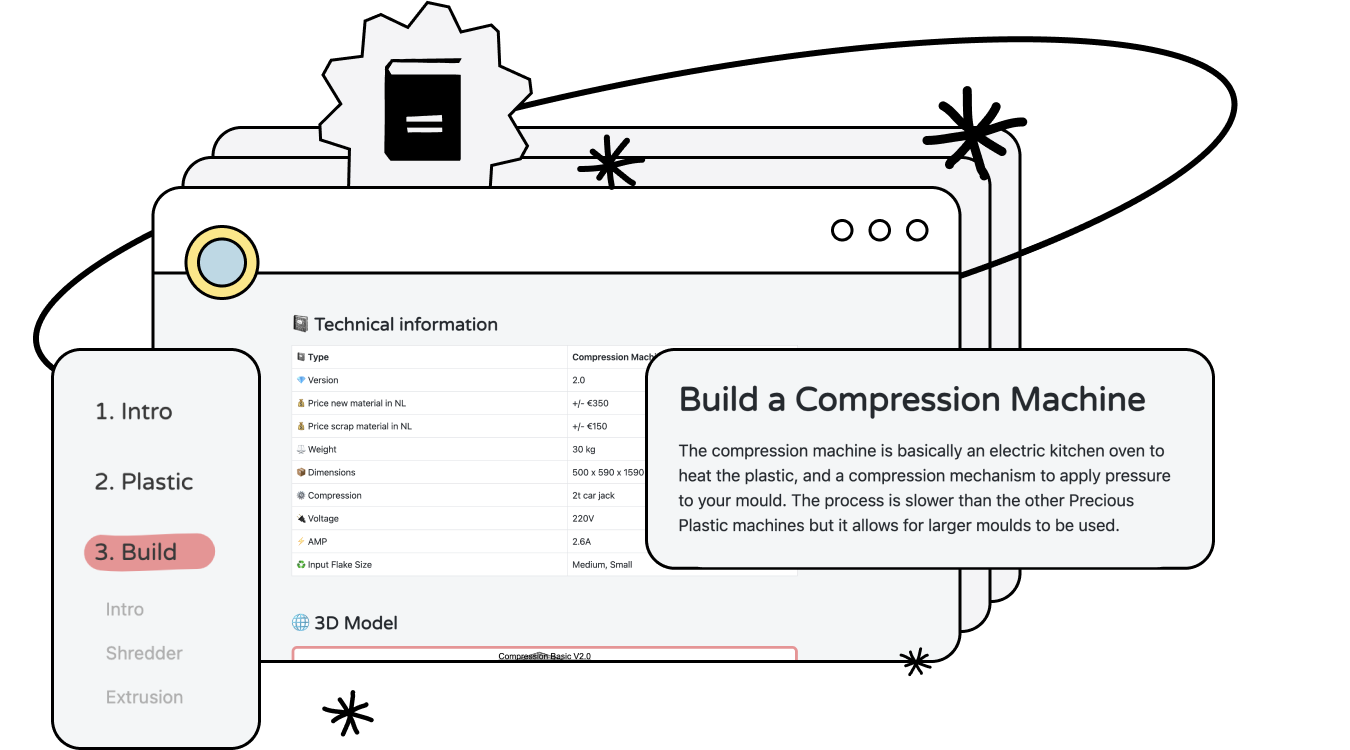 Technical information
Type Compression Mach
Version 2.0
Price new material in NL +/- €350
Price scrap material in NL +/- €150
Weight 30 kg
Dimensions 500 x 590 x 1590
Compression 2t car jack
Voltage 220V
AMP 2.6A
Input Flake Size Medium, Small
3D Model
Compression Basic V2.0
1. Intro
2. Plastic
3. Build
Intro
Shredder
Extrusion
Build a Compression Machine
The compression machine is basically an electric kitchen oven to
heat the plastic, and a compression mechanism to apply pressure
to your mould. The process is slower than the other Precious
Plastic machines but it allows for larger moulds to be used.